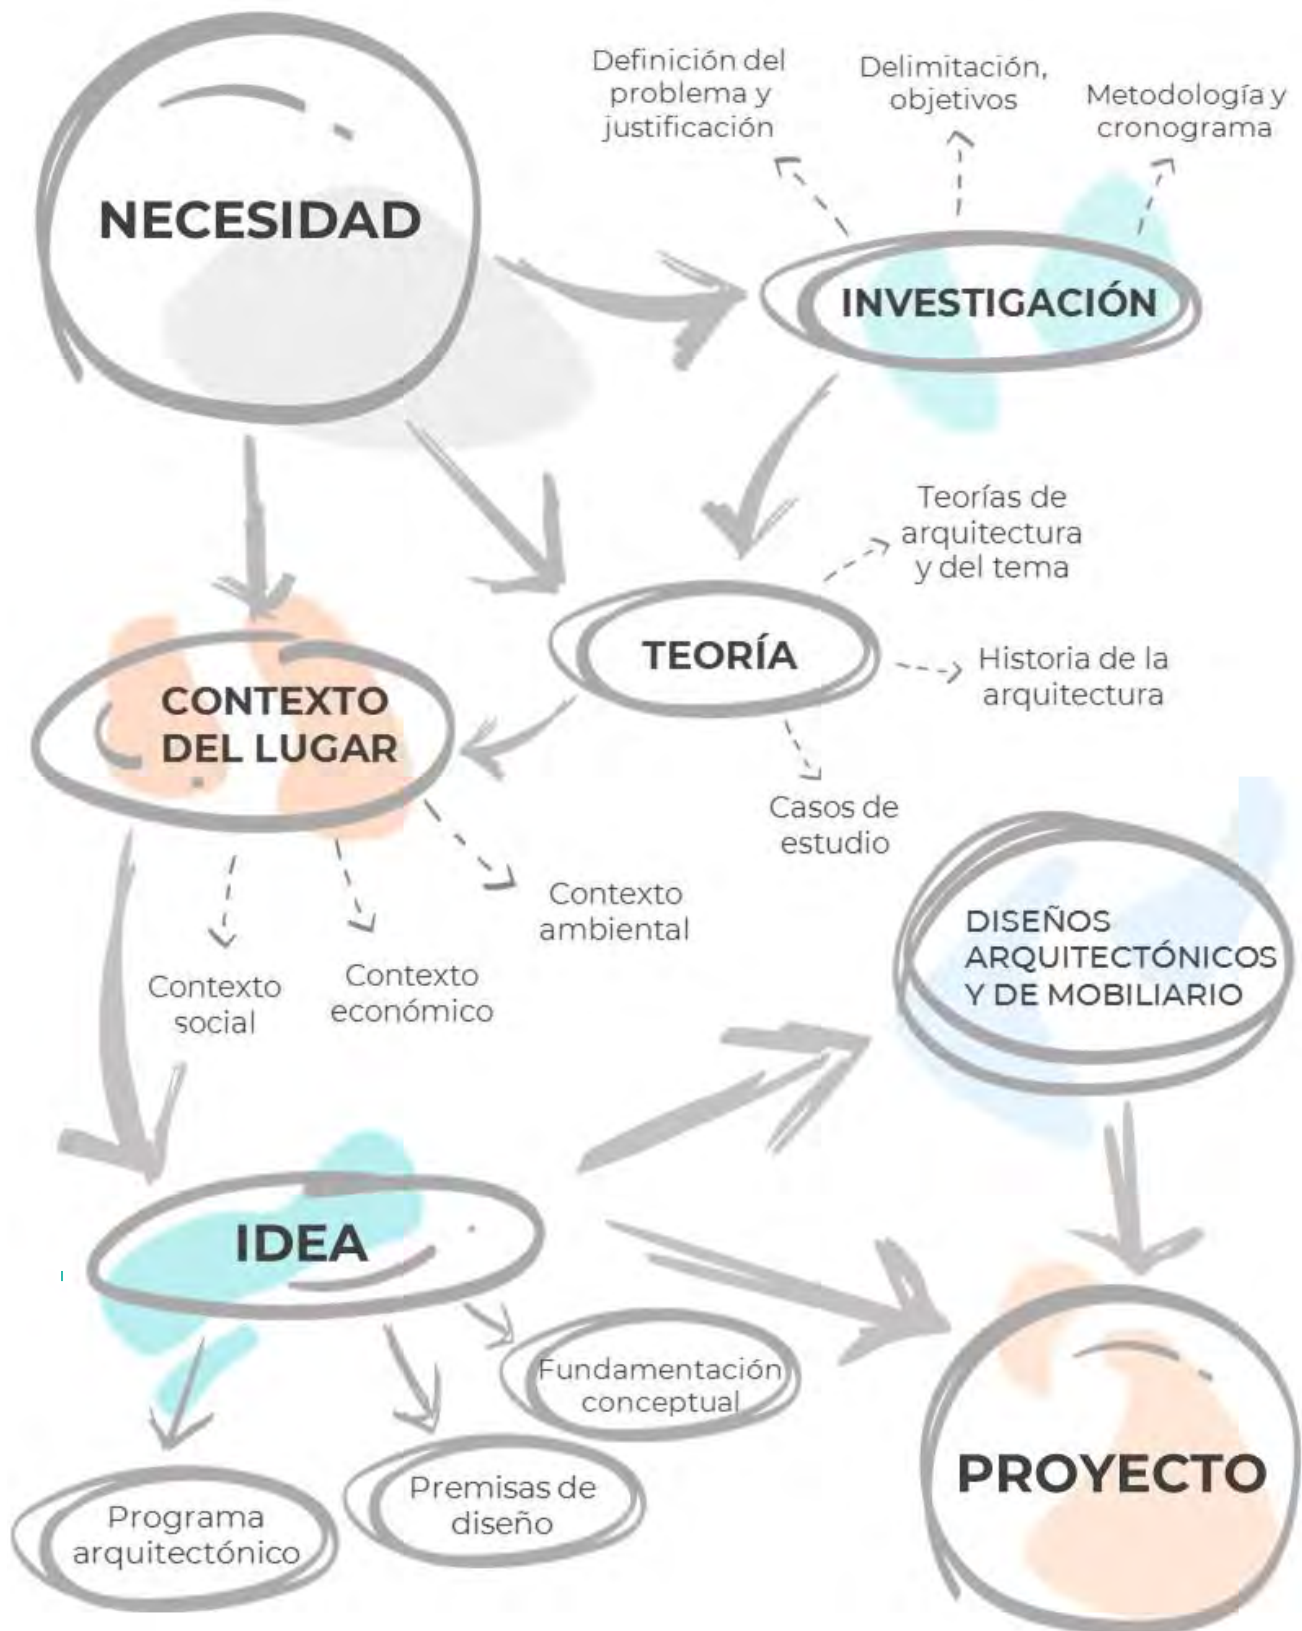 Definición del
problema y
justificación
Delimitación,
objetivos
Metodología y
cronograma
NECESIDAD
INVESTIGACIÓN
Teorías de
arquitectura
y del tema
TEORÍA
Historia de la
arquitectura
CONTEXTO
DEL LUGAR
Casos de
estudio
Contexto
ambiental
Contexto
económico
Contexto
social
DISEÑOS
ARQUITECTÓNICOS
Y DE MOBILIARIO
IDEA
Fundamentación
conceptual
Premisas de
diseño
Programa
arquitectónico
PROYECTO